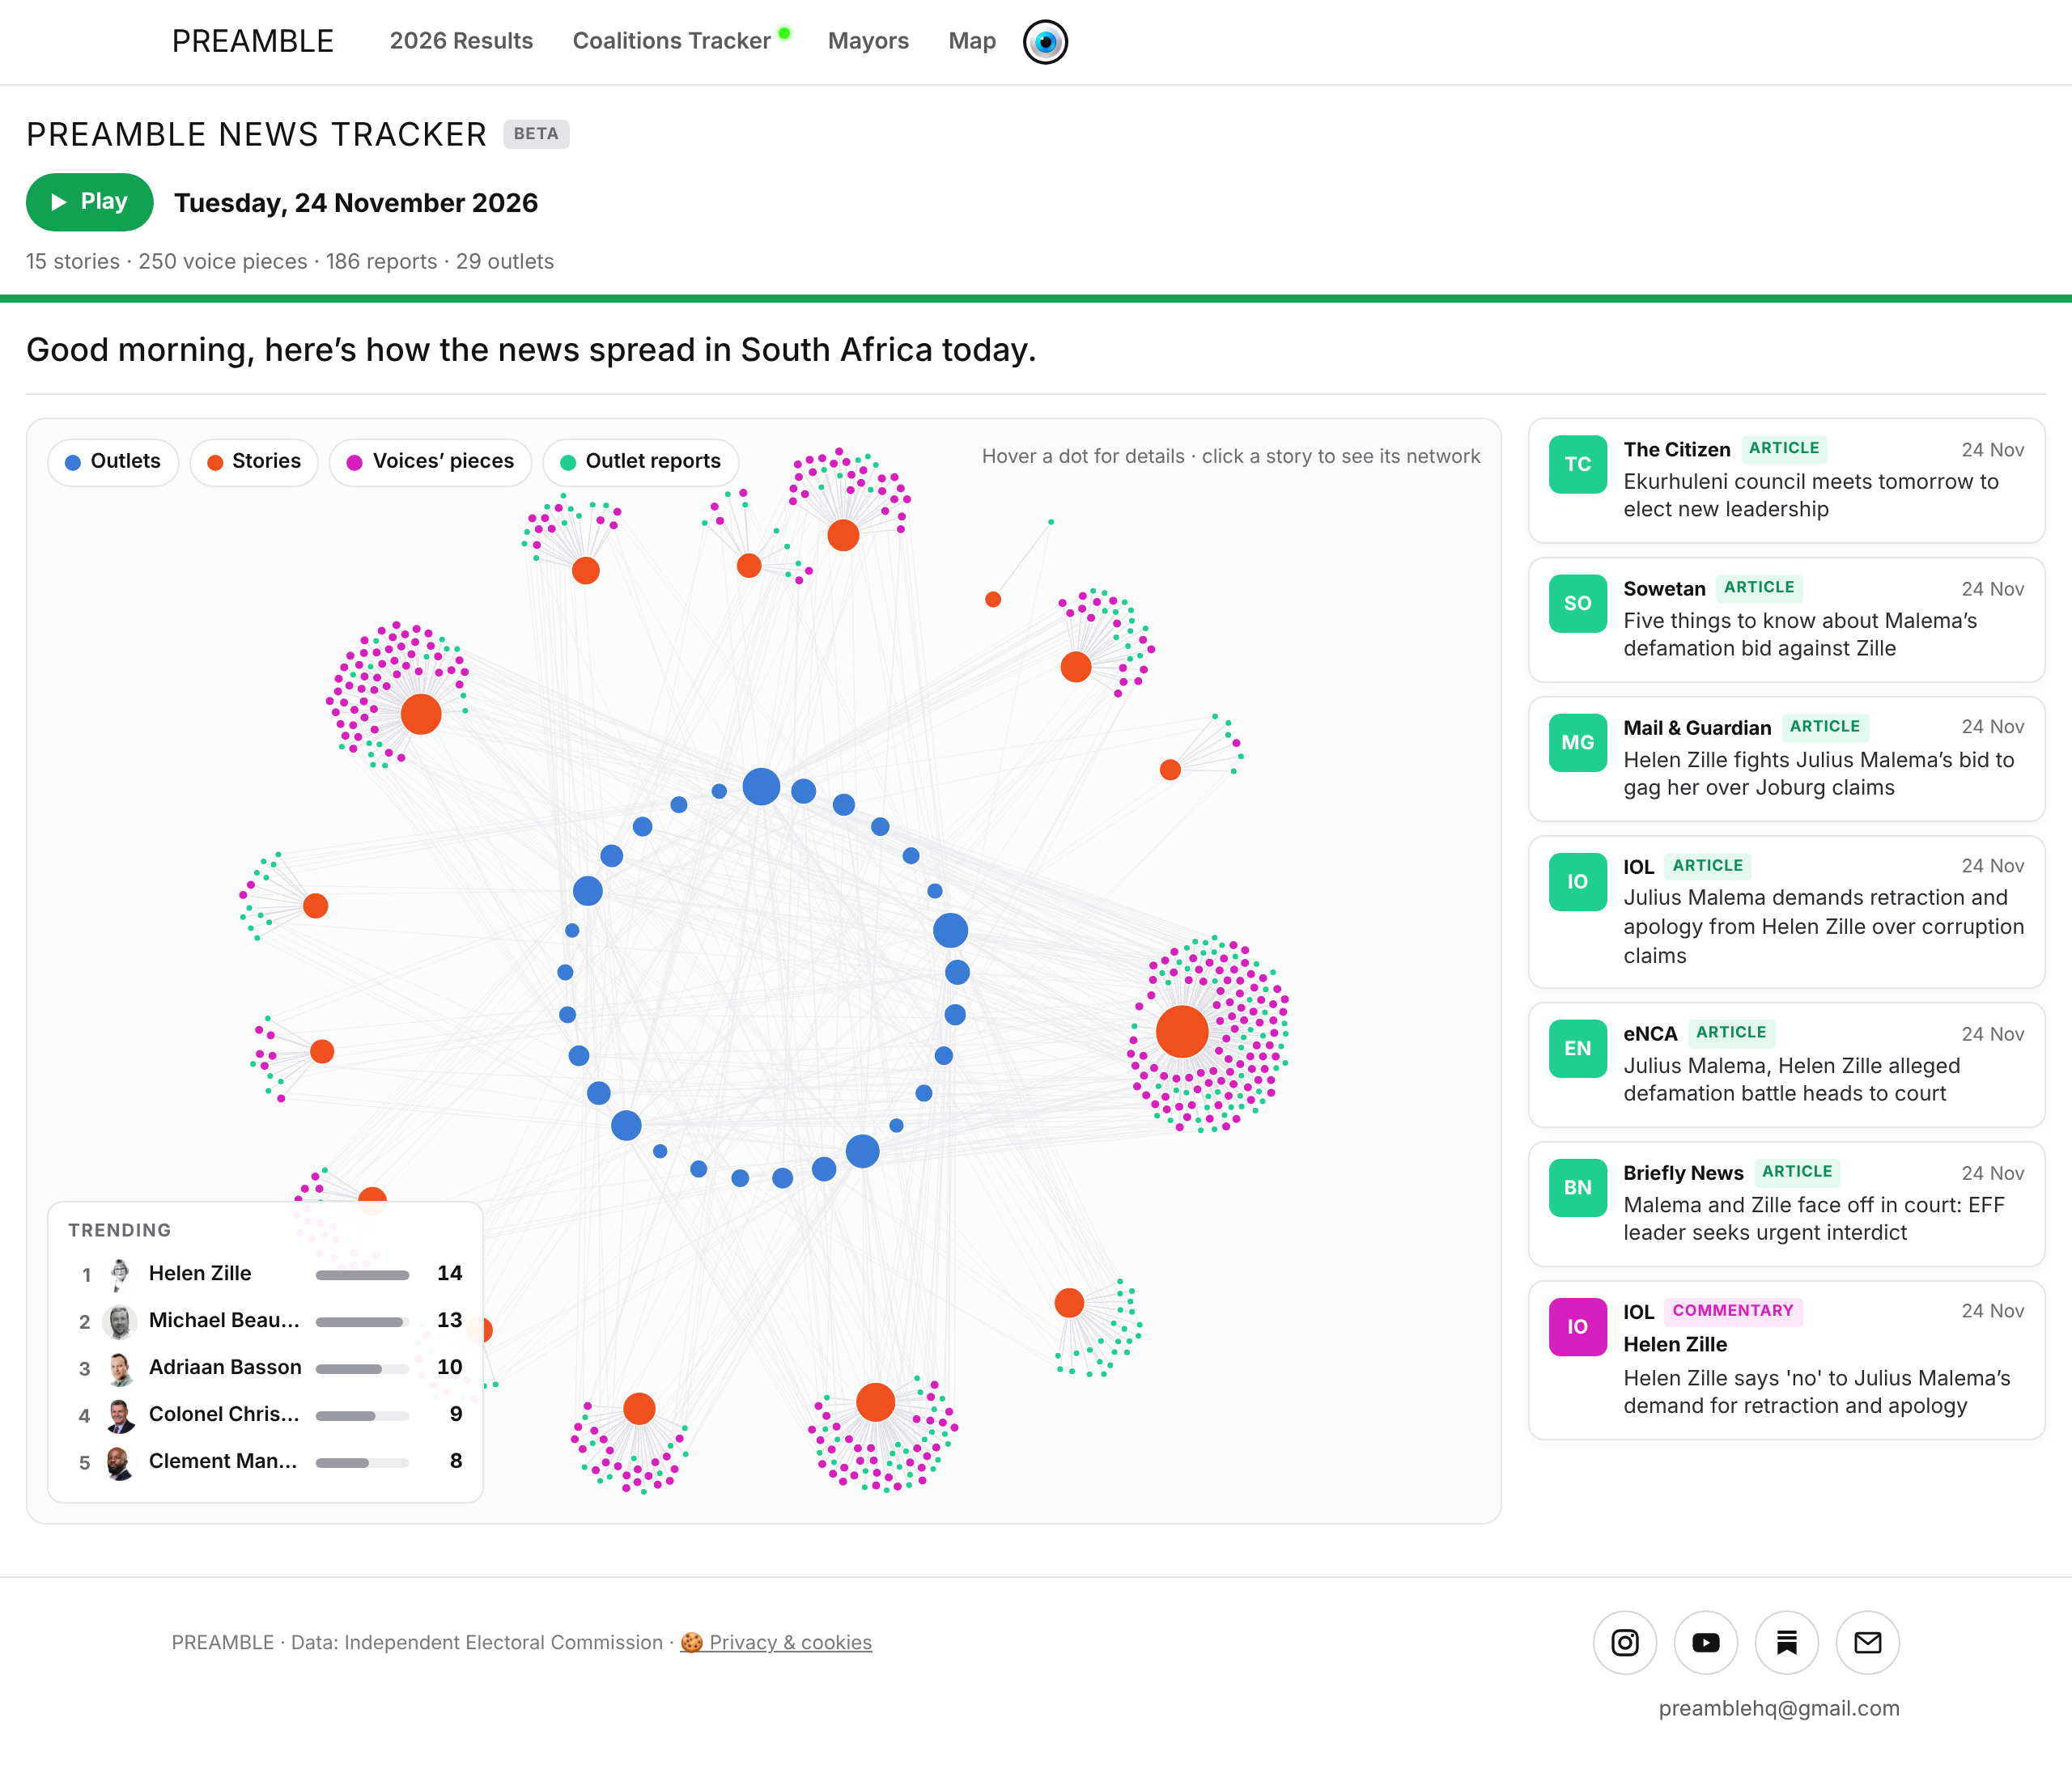 PREAMBLE
2026 Results
Coalitions Tracker
Mayors
Map
PREAMBLE NEWS TRACKER BETA
Play
Tuesday, 24 November 2026
15 stories · 250 voice pieces · 186 reports · 29 outlets
Good morning, here’s how the news spread in South Africa today.
Outlets
Stories
Voices’ pieces
Outlet reports
Hover a dot for details · click a story to see its network
TRENDING
1 Helen Zille 14
2 Michael Beau... 13
3 Adriaan Basson 10
4 Colonel Chris... 9
5 Clement Man... 8
TC The Citizen ARTICLE 24 Nov
Ekurhuleni council meets tomorrow to
elect new leadership
SO Sowetan ARTICLE 24 Nov
Five things to know about Malema’s
defamation bid against Zille
MG Mail & Guardian ARTICLE 24 Nov
Helen Zille fights Julius Malema’s bid to
gag her over Joburg claims
IO IOL ARTICLE 24 Nov
Julius Malema demands retraction and
apology from Helen Zille over corruption
claims
EN eNCA ARTICLE 24 Nov
Julius Malema, Helen Zille alleged
defamation battle heads to court
BN Briefly News ARTICLE 24 Nov
Malema and Zille face off in court: EFF
leader seeks urgent interdict
IO IOL COMMENTARY 24 Nov
Helen Zille
Helen Zille says 'no' to Julius Malema’s
demand for retraction and apology
PREAMBLE · Data: Independent Electoral Commission · 🍪 Privacy & cookies
preamblehq@gmail.com